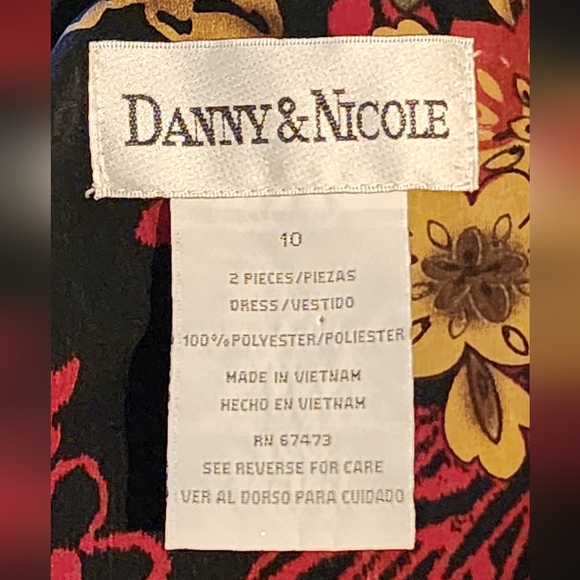 DANNY & NICOLE
10
2 PIECES/PIEZAS
DRESS/VESTIDO
100% POLYESTER/POLIESTER
MADE IN VIETNAM
HECHO EN VIETNAM
RN 67473
SEE REVERSE FOR CARE
VER AL DORSO PARA CUIDADO